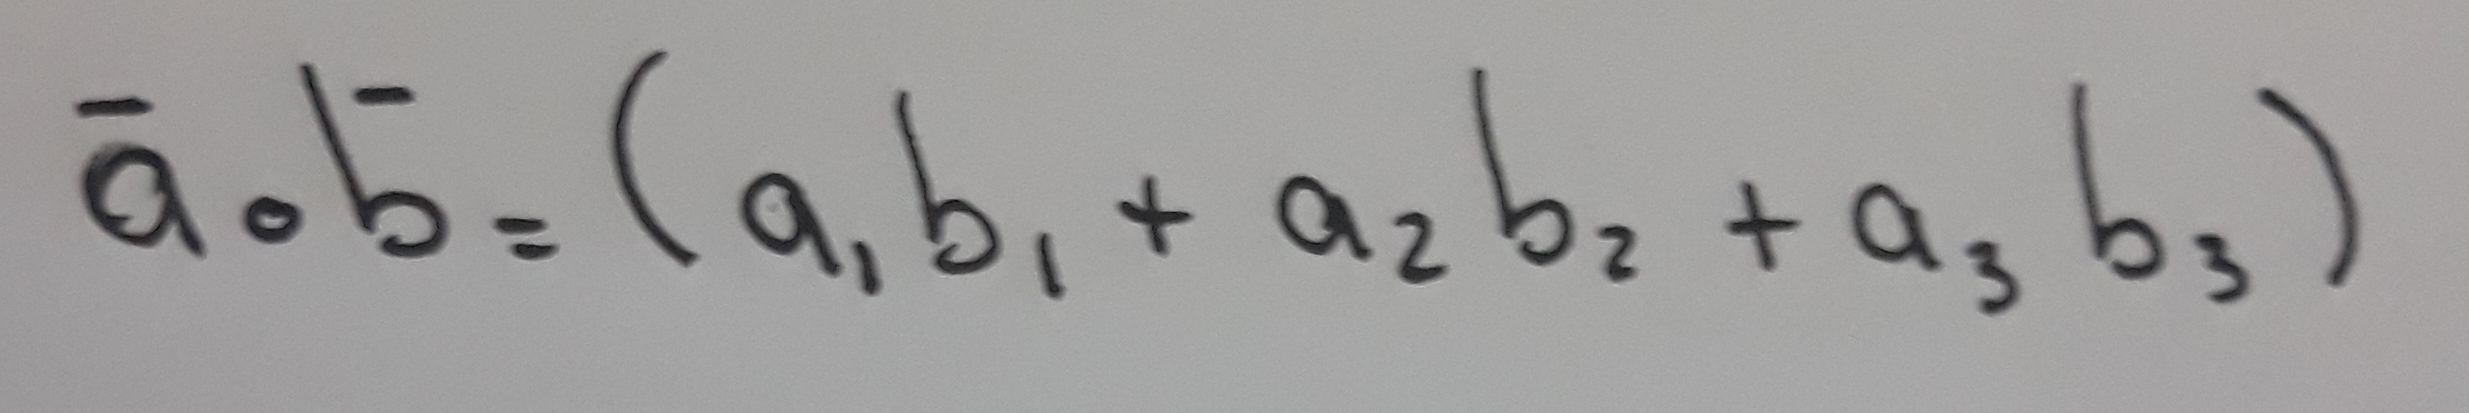 ā∘b̄ = (a₁b₁ + a₂b₂ + a₃b₃)